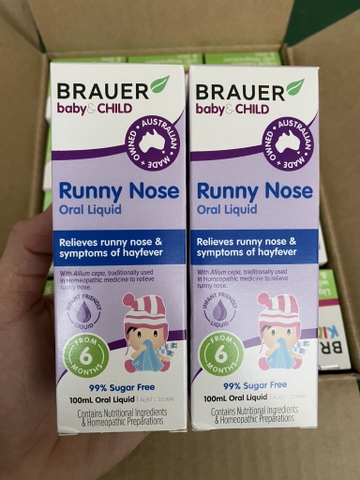 BRAUER
baby&CHILD
AUSTRALIAN • MADE + OWNED •
Runny Nose
Oral Liquid
Relieves runny nose &
symptoms of hayfever
With Allium cepa, traditionally used
in Homeopathic medicine to relieve
runny nose.
INFANT FRIENDLY
LIQUID
FROM
6
MONTHS
99% Sugar Free
100mL Oral Liquid
Contains Nutritional Ingredients
& Homeopathic Preparations
BRAUER
baby&CHILD
AUSTRALIAN • MADE + OWNED •
Runny Nose
Oral Liquid
Relieves runny nose &
symptoms of hayfever
With Allium cepa, traditionally used
in Homeopathic medicine to relieve
runny nose.
INFANT FRIENDLY
LIQUID
FROM
6
MONTHS
99% Sugar Free
100mL Oral Liquid
Contains Nutritional Ingredients
& Homeopathic Preparations